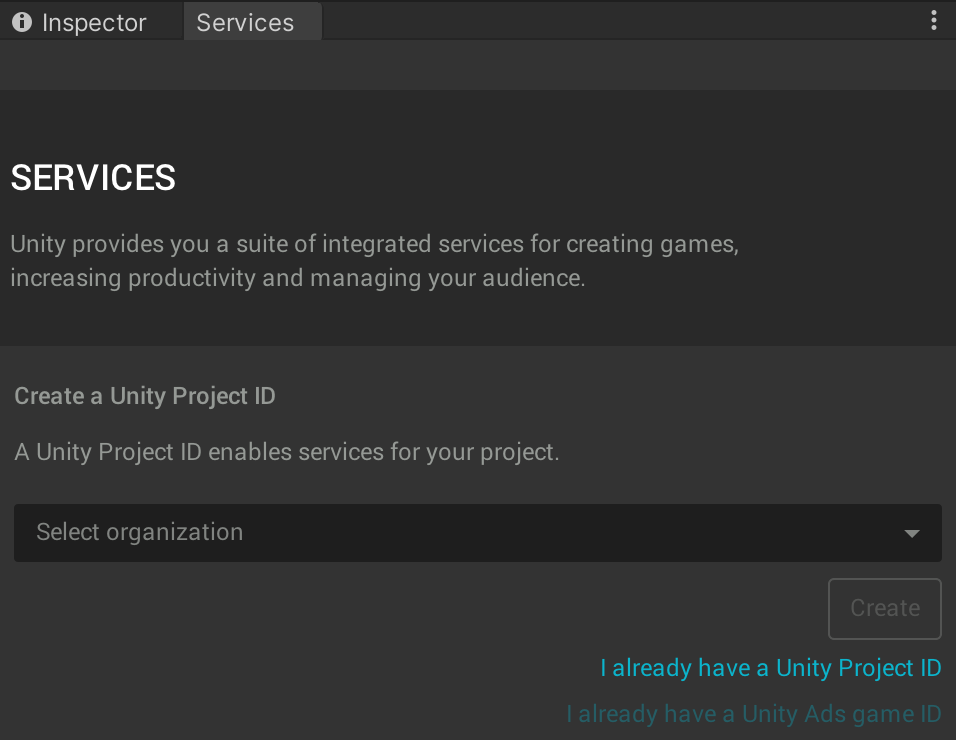 Inspector
Services
SERVICES
Unity provides you a suite of integrated services for creating games,
increasing productivity and managing your audience.
Create a Unity Project ID
A Unity Project ID enables services for your project.
Select organization
Create
I already have a Unity Project ID
I already have a Unity Ads game ID